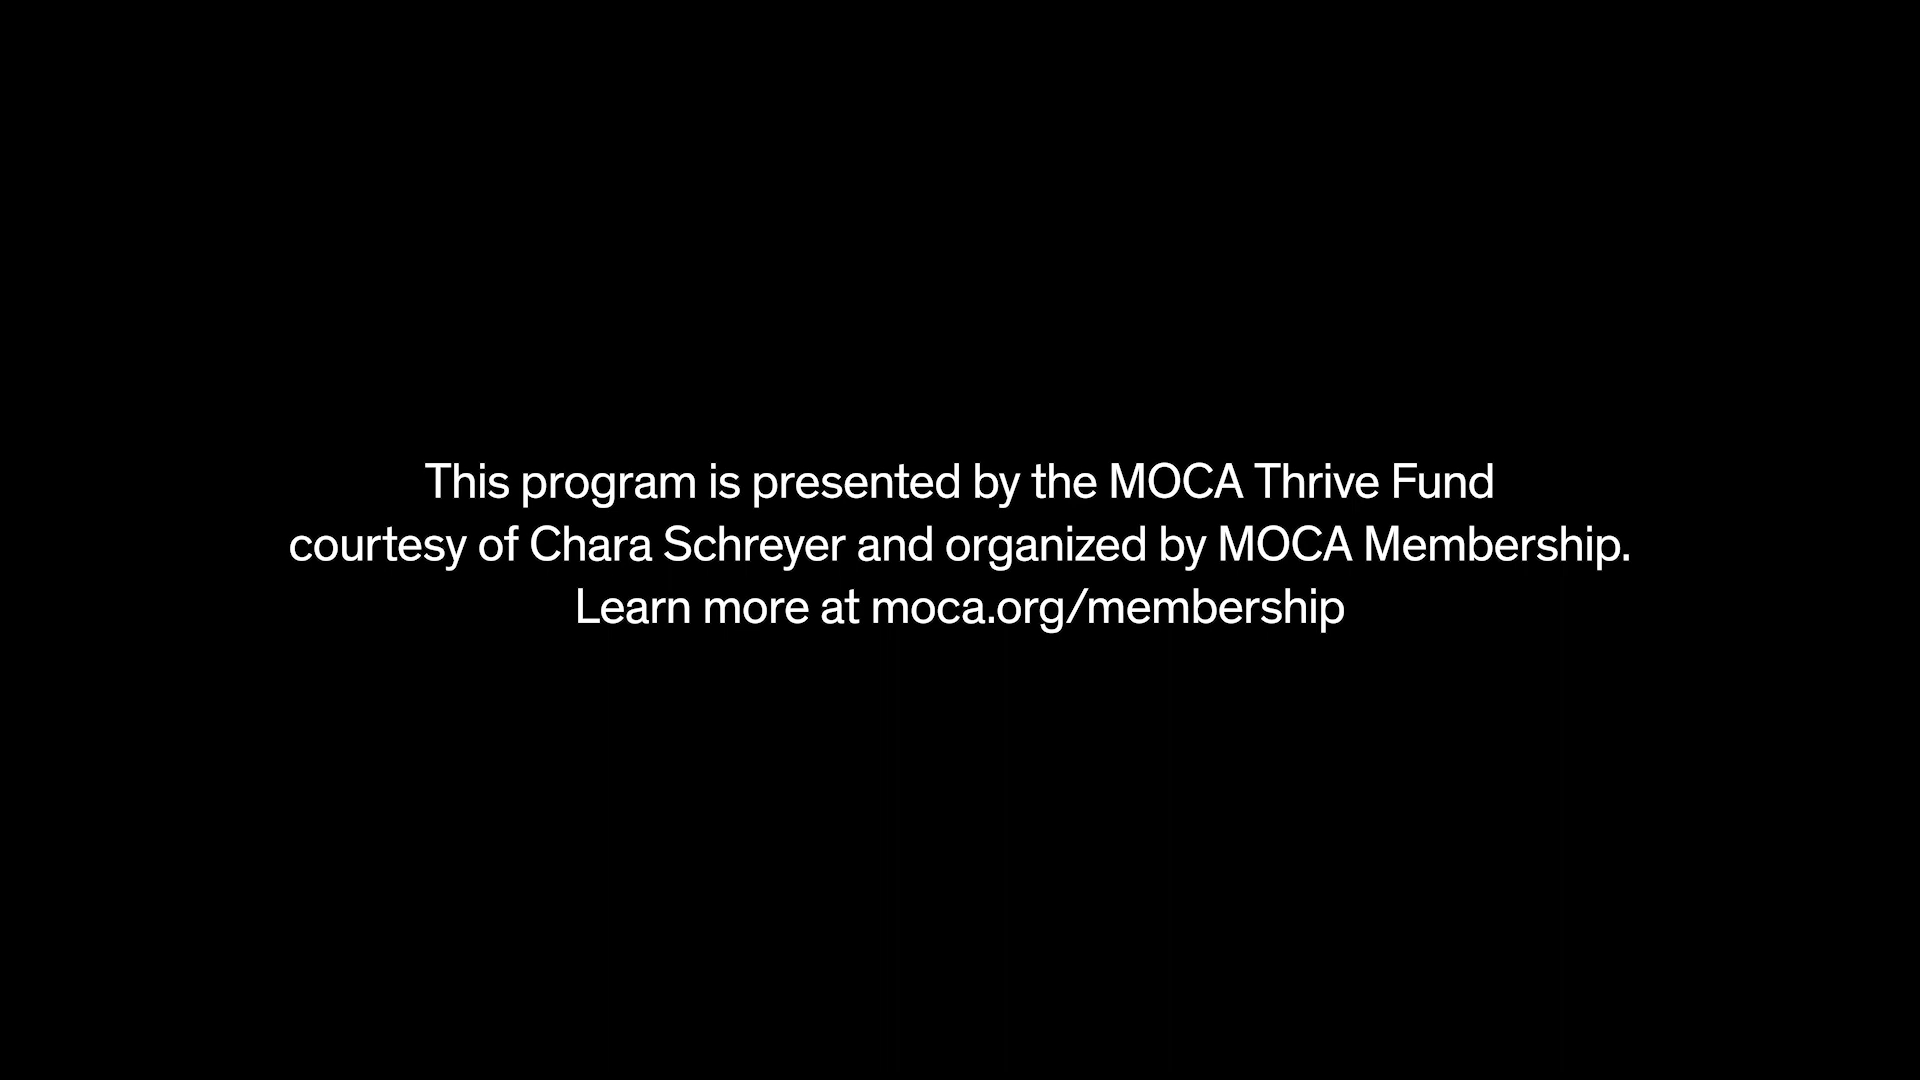 This program is presented by the MOCA Thrive Fund
courtesy of Chara Schreyer and organized by MOCA Membership.
Learn more at moca.org/membership